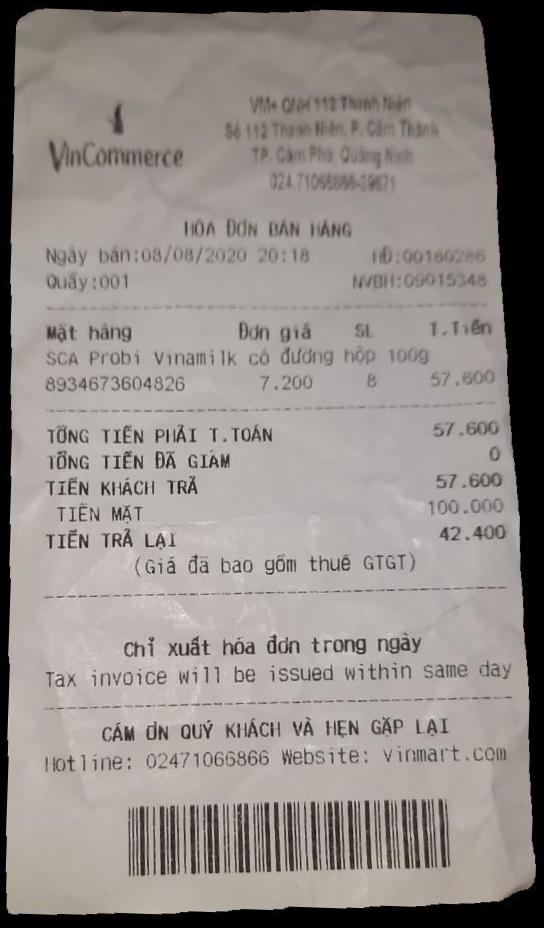 VinCommerce
VM+ QNH 112 Thanh Niên
Số 112 Thanh Niên, P. Cẩm Thành
TP. Cẩm Phả Quảng Ninh
024.71066866-39671
HÓA ĐƠN BÁN HÀNG
Ngày bán:08/08/2020 20:18 HĐ:00180286
Quầy:001 NVBH:09015348
Mặt hàng Đơn giá SL T.Tiền
SCA Probi Vinamilk có đường hộp 100g
8934673604826 7.200 8 57.600
TỔNG TIỀN PHẢI T.TOÁN 57.600
TỔNG TIỀN ĐÃ GIẢM 0
TIỀN KHÁCH TRẢ 57.600
TIỀN MẶT 100.000
TIỀN TRẢ LẠI 42.400
(Giá đã bao gồm thuế GTGT)
Chỉ xuất hóa đơn trong ngày
Tax invoice will be issued within same day
CÁM ƠN QUÝ KHÁCH VÀ HẸN GẶP LẠI
Hotline: 02471066866 Website: vinmart.com